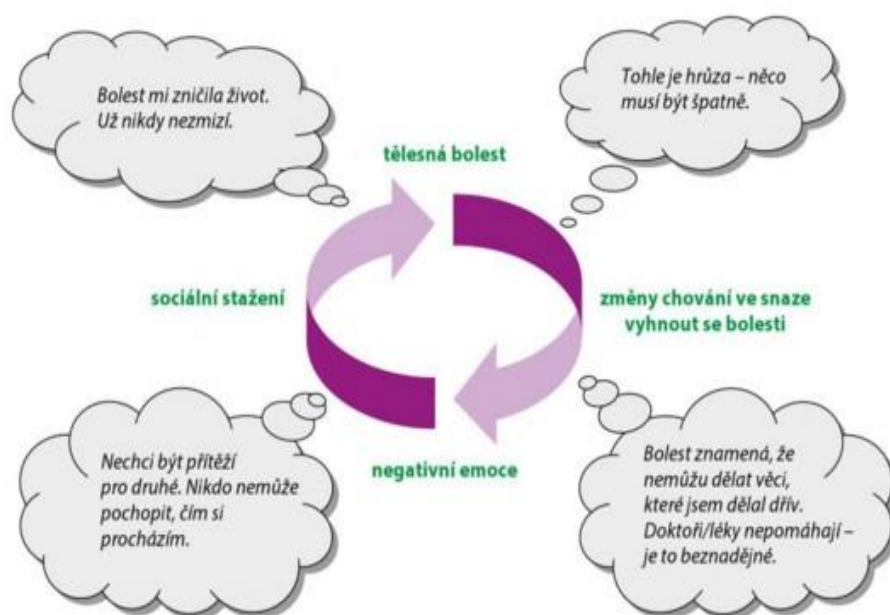 Bolest mi zničila život.
Už nikdy nezmizí.
Tohle je hrůza – něco
musí být špatně.
tělesná bolest
sociální stažení
změny chování ve snaze
vyhnout se bolesti
negativní emoce
Nechci být přítěží
pro druhé. Nikdo nemůže
pochopit, čím si
procházím.
Bolest znamená, že
nemůžu dělat věci,
které jsem dělal dřív.
Doktoři/léky nepomáhají –
je to beznadějné.